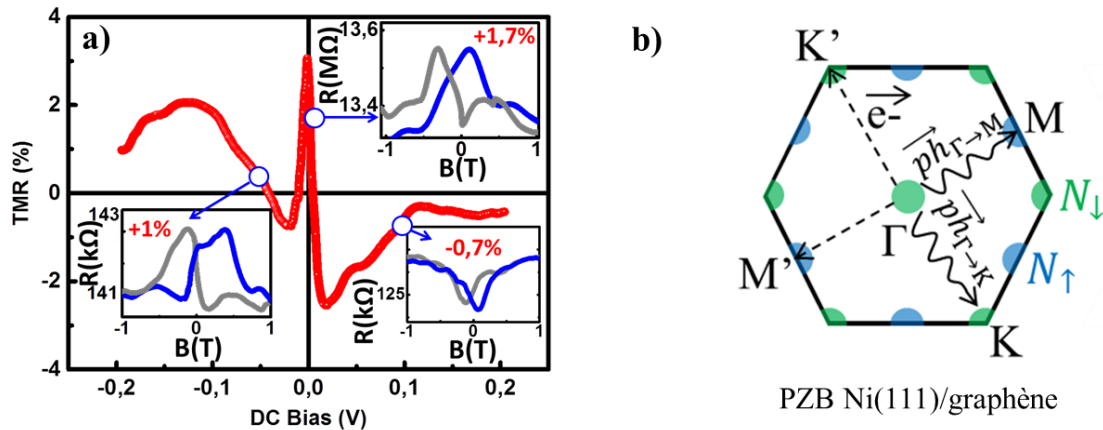 a)
TMR (%)
4
2
0
-2
-4
-0,2
-0,1
0,0
0,1
0,2
DC Bias (V)
13,6
13,4
R(MΩ)
+1,7%
-1
0
1
B(T)
143
141
R(kΩ)
+1%
-1
0
1
B(T)
125
R(kΩ)
-0,7%
-1
0
1
B(T)
b)
K'
e-
M
ph Γ→M
ph Γ→K
Γ
N↓
M'
N↑
K
PZB Ni(111)/graphène